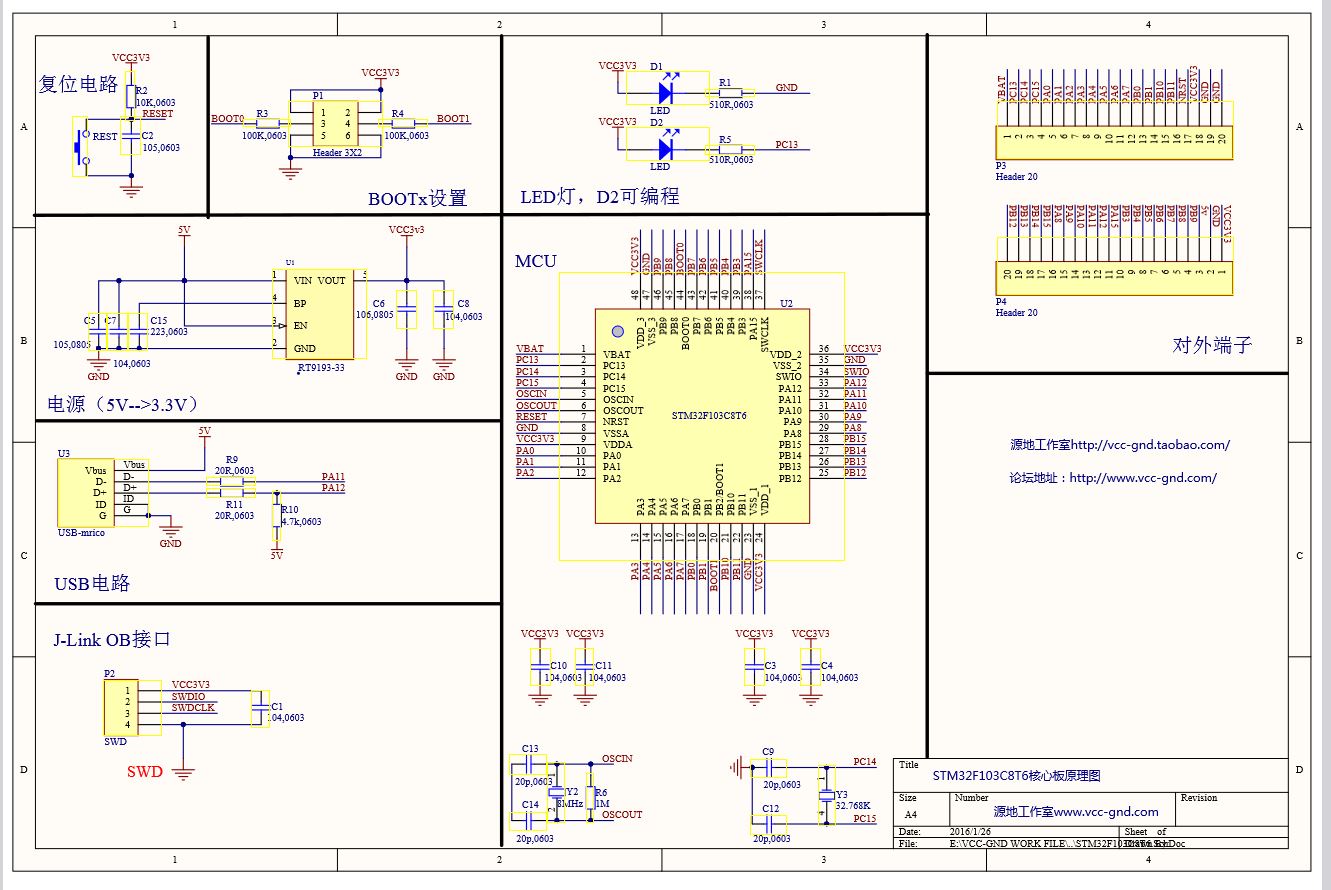 1 2 3 4
A
B
C
D
复位电路
VCC3V3
R2
10K,0603
RESET
REST
C2
105,0603
VCC3V3
P1
BOOT0
R3
100K,0603
1 2
3 4
5 6
Header 3X2
R4
100K,0603
BOOT1
BOOTx设置
VCC3V3
D1
LED
R1
510R,0603
GND
VCC3V3
D2
LED
R5
510R,0603
PC13
LED灯，D2可编程
VBAT
PC13
PC14
PC15
PA0
PA1
PA2
PA3
PA4
PA5
PA6
PA7
PB0
PB1
PB10
PB11
NRST
VCC3V3
GND
GND
1 2 3 4 5 6 7 8 9 10 11 12 13 14 15 16 17 18 19 20
P3
Header 20
PB12
PB13
PB14
PB15
PA8
PA9
PA10
PA11
PA12
PA15
PB3
PB4
PB5
PB6
PB7
PB8
PB9
5v
GND
VCC3V3
20 19 18 17 16 15 14 13 12 11 10 9 8 7 6 5 4 3 2 1
P4
Header 20
对外端子
5V
VCC3v3
U1
1 VIN VOUT 5
4 BP
3 EN
2 GND
RT9193-33
C5
105,0805
C7
104,0603
C15
223,0603
GND
C6
106,0805
GND
C8
104,0603
GND
电源（5V-->3.3V）
MCU
VCC3V3
GND
PB9
PB8
BOOT0
PB7
PB6
PB5
PB4
PB3
PA15
SWCLK
48 47 46 45 44 43 42 41 40 39 38 37
VDD_3
VSS_3
PB9
PB8
BOOT0
PB7
PB6
PB5
PB4
PB3
PA15
SWCLK
U2
VBAT 1 VBAT
PC13 2 PC13
PC14 3 PC14
PC15 4 PC15
OSCIN 5 OSCIN
OSCOUT 6 OSCOUT
RESET 7 NRST
GND 8 VSSA
VCC3V3 9 VDDA
PA0 10 PA0
PA1 11 PA1
PA2 12 PA2
STM32F103C8T6
VDD_2 36 VCC3V3
VSS_2 35 GND
SWIO 34 SWIO
PA12 33 PA12
PA11 32 PA11
PA10 31 PA10
PA9 30 PA9
PA8 29 PA8
PB15 28 PB15
PB14 27 PB14
PB13 26 PB13
PB12 25 PB12
PA3
PA4
PA5
PA6
PA7
PB0
PB1
PB2/BOOT1
PB10
PB11
VSS_1
VDD_1
13 14 15 16 17 18 19 20 21 22 23 24
PA3
PA4
PA5
PA6
PA7
PB0
PB1
BOOT1
PB10
PB11
GND
VCC3V3
U3
Vbus Vbus
D- D-
D+ D+
ID ID
G G
USB-mrico
GND
5V
R9
20R,0603
R11
20R,0603
PA11
PA12
R10
4.7k,0603
5V
USB电路
源地工作室http://vcc-gnd.taobao.com/
论坛地址：http://www.vcc-gnd.com/
J-Link OB接口
P2
1 VCC3V3
2 SWDIO
3 SWDCLK
4
SWD
C1
104,0603
SWD
VCC3V3
C10
104,0603
VCC3V3
C11
104,0603
VCC3V3
C3
104,0603
VCC3V3
C4
104,0603
C13
20p,0603
C14
20p,0603
1
2
Y2
8MHz
R6
1M
OSCIN
OSCOUT
C9
20p,0603
C12
20p,0603
1
4
Y3
32.768K
PC14
PC15
Title
STM32F103C8T6核心板原理图
Size
A4
Number
源地工作室www.vcc-gnd.com
Revision
Date: 2016/1/26 Sheet of
File: E:\VCC-GND WORK FILE\..\STM32F103C8T6.SchDoc
1 2 3 4
A
B
C
D